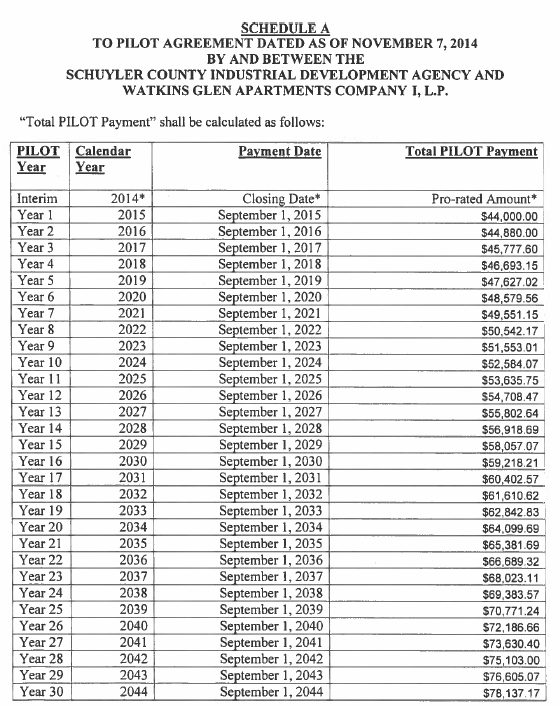 SCHEDULE A
TO PILOT AGREEMENT DATED AS OF NOVEMBER 7, 2014
BY AND BETWEEN THE
SCHUYLER COUNTY INDUSTRIAL DEVELOPMENT AGENCY AND
WATKINS GLEN APARTMENTS COMPANY I, L.P.
"Total PILOT Payment" shall be calculated as follows:
PILOT Calendar Payment Date Total PILOT Payment
Year Year
Interim 2014* Closing Date* Pro-rated Amount*
Year 1 2015 September 1, 2015 $44,000.00
Year 2 2016 September 1, 2016 $44,880.00
Year 3 2017 September 1, 2017 $45,777.60
Year 4 2018 September 1, 2018 $46,693.15
Year 5 2019 September 1, 2019 $47,627.02
Year 6 2020 September 1, 2020 $48,579.56
Year 7 2021 September 1, 2021 $49,551.15
Year 8 2022 September 1, 2022 $50,542.17
Year 9 2023 September 1, 2023 $51,553.01
Year 10 2024 September 1, 2024 $52,584.07
Year 11 2025 September 1, 2025 $53,635.75
Year 12 2026 September 1, 2026 $54,708.47
Year 13 2027 September 1, 2027 $55,802.64
Year 14 2028 September 1, 2028 $56,918.69
Year 15 2029 September 1, 2029 $58,057.07
Year 16 2030 September 1, 2030 $59,218.21
Year 17 2031 September 1, 2031 $60,402.57
Year 18 2032 September 1, 2032 $61,610.62
Year 19 2033 September 1, 2033 $62,842.83
Year 20 2034 September 1, 2034 $64,099.69
Year 21 2035 September 1, 2035 $65,381.69
Year 22 2036 September 1, 2036 $66,689.32
Year 23 2037 September 1, 2037 $68,023.11
Year 24 2038 September 1, 2038 $69,383.57
Year 25 2039 September 1, 2039 $70,771.24
Year 26 2040 September 1, 2040 $72,186.66
Year 27 2041 September 1, 2041 $73,630.40
Year 28 2042 September 1, 2042 $75,103.00
Year 29 2043 September 1, 2043 $76,605.07
Year 30 2044 September 1, 2044 $78,137.17